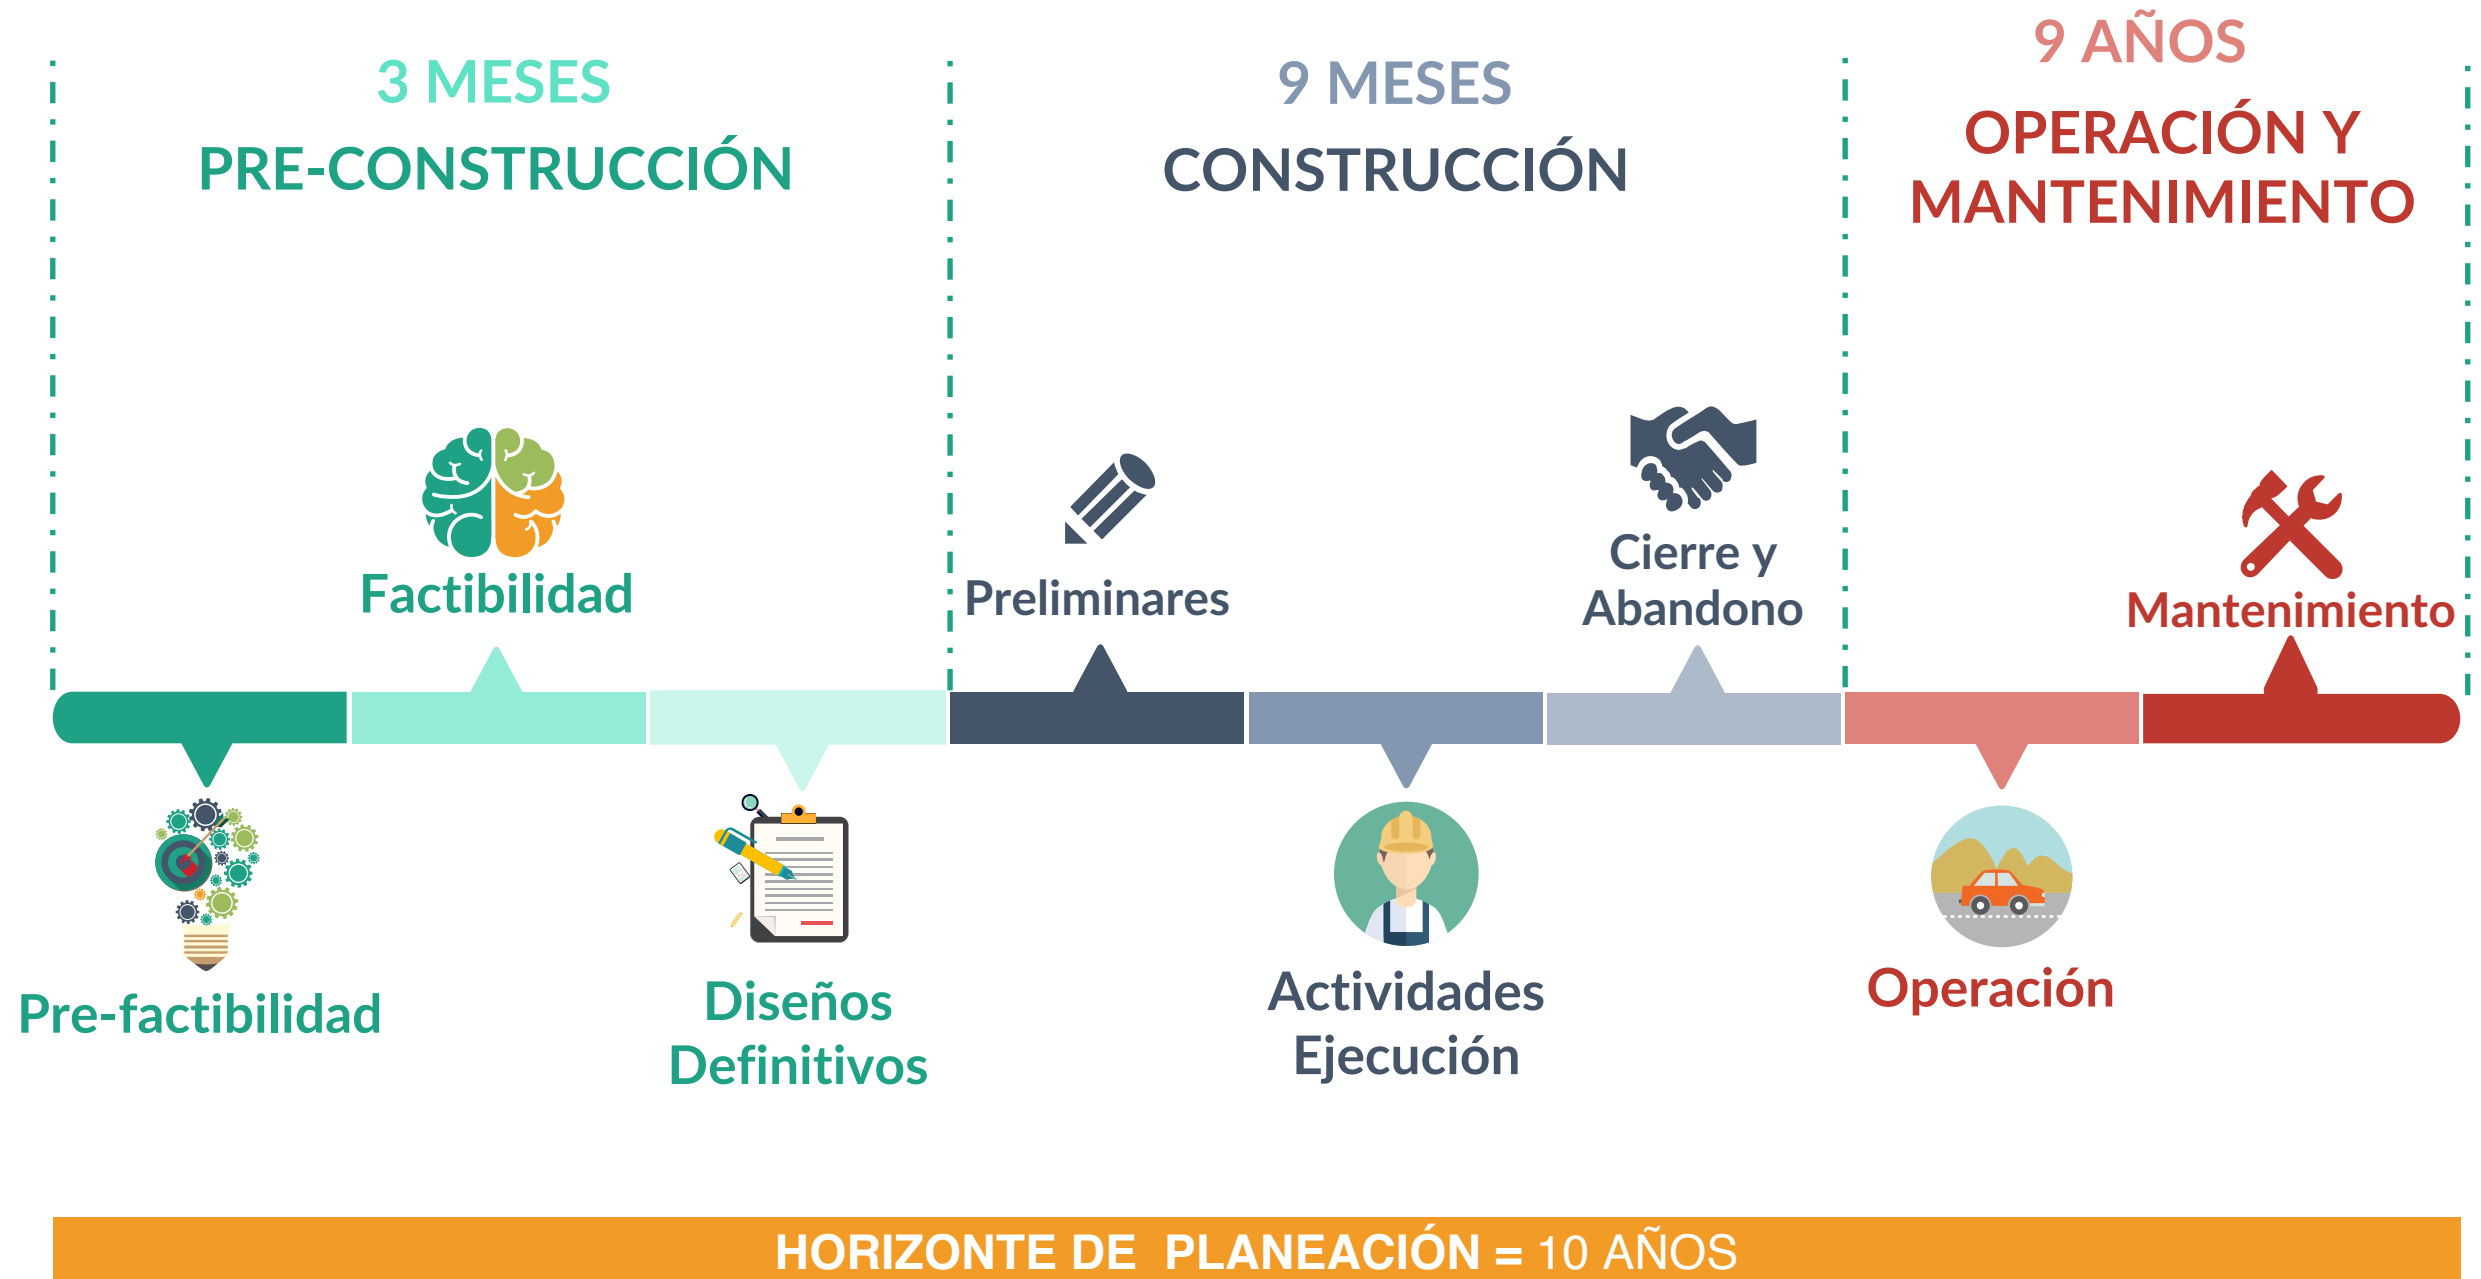 3 MESES
PRE-CONSTRUCCIÓN
9 MESES
CONSTRUCCIÓN
9 AÑOS
OPERACIÓN Y
MANTENIMIENTO
Factibilidad
Preliminares
Cierre y
Abandono
Mantenimiento
Pre-factibilidad
Diseños
Definitivos
Actividades
Ejecución
Operación
HORIZONTE DE PLANEACIÓN = 10 AÑOS